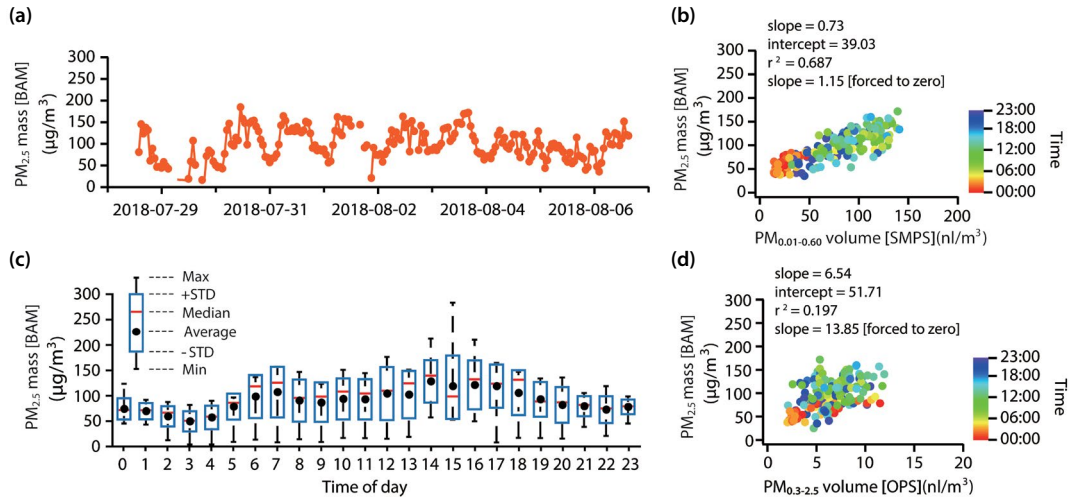 (a)
PM2.5 mass [BAM]
(µg/m3)
300
250
200
150
100
50
0
2018-07-29 2018-07-31 2018-08-02 2018-08-04 2018-08-06
(b)
slope = 0.73
intercept = 39.03
r 2 = 0.687
slope = 1.15 [forced to zero]
PM2.5 mass [BAM]
(µg/m3)
300
250
200
150
100
50
0
0 50 100 150 200
PM0.01-0.60 volume [SMPS](nl/m3)
23:00
18:00
12:00
06:00
00:00
Time
(c)
Max
+STD
Median
Average
- STD
Min
PM2.5 mass [BAM]
(µg/m3)
300
250
200
150
100
50
0
0 1 2 3 4 5 6 7 8 9 10 11 12 13 14 15 16 17 18 19 20 21 22 23
Time of day
(d)
slope = 6.54
intercept = 51.71
r 2 = 0.197
slope = 13.85 [forced to zero]
PM2.5 mass [BAM]
(µg/m3)
300
250
200
150
100
50
0
0 5 10 15 20
PM0.3-2.5 volume [OPS](nl/m3)
23:00
18:00
12:00
06:00
00:00
Time